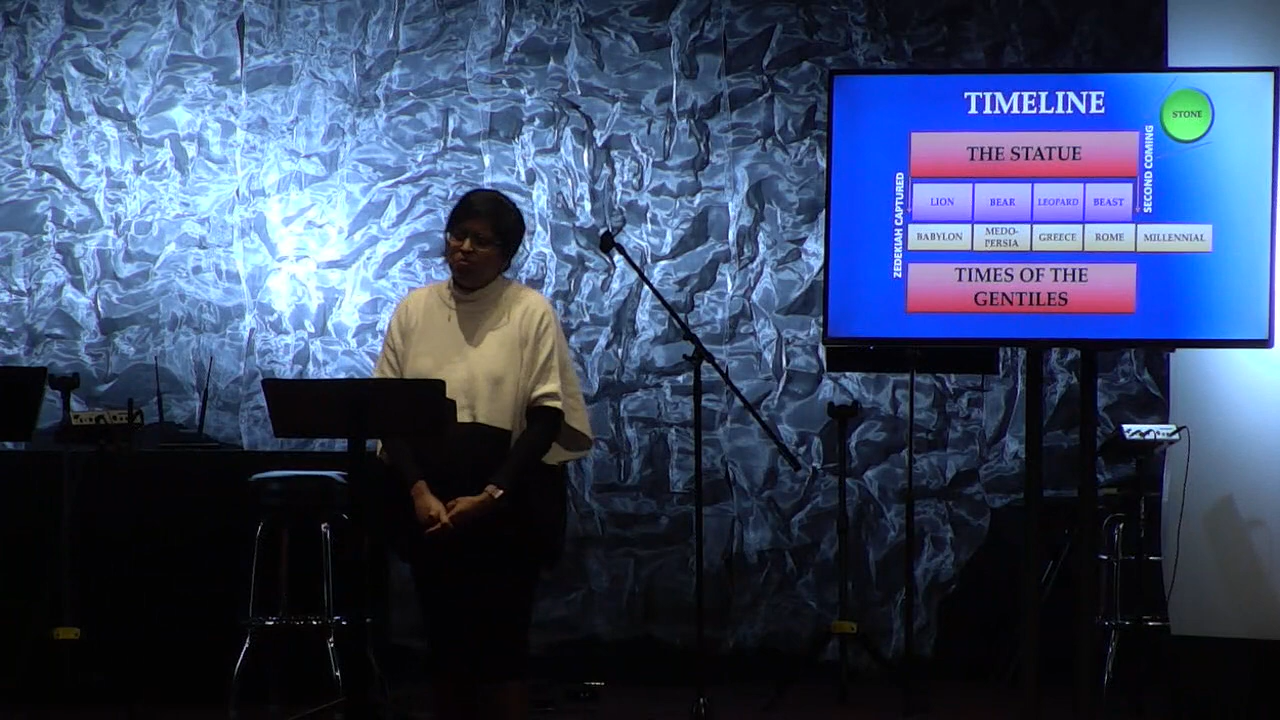 TIMELINE
STONE
THE STATUE
ZEDEKIAH CAPTURED
SECOND COMING
LION BEAR LEOPARD BEAST
BABYLON MEDO-
PERSIA GREECE ROME MILLENNIAL
TIMES OF THE
GENTILES